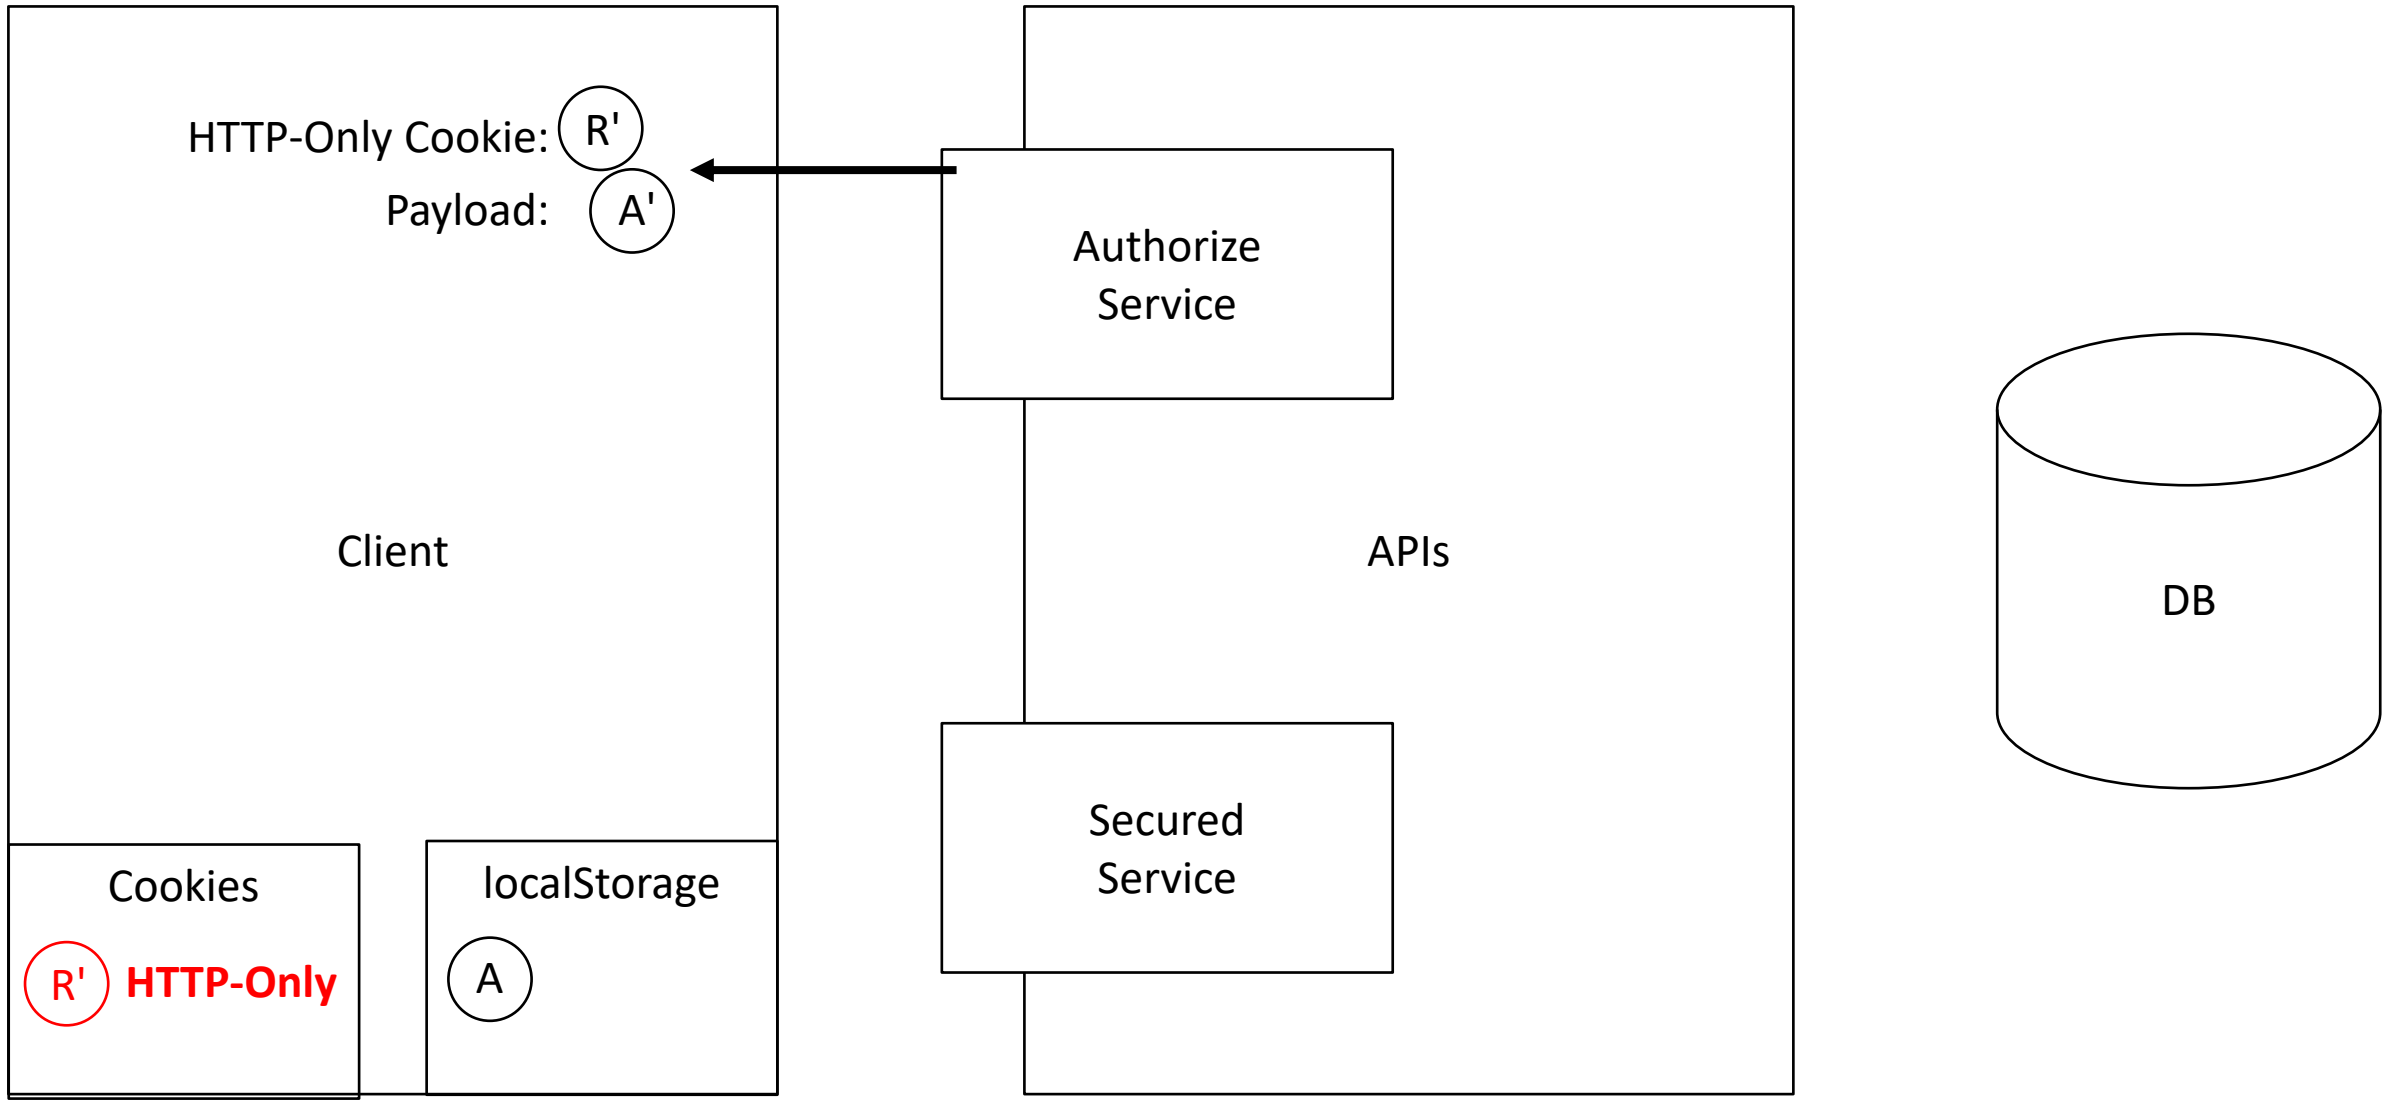 HTTP-Only Cookie: R'
Payload: A'
Authorize
Service
Client
APIs
DB
Secured
Service
Cookies
R' HTTP-Only
localStorage
A